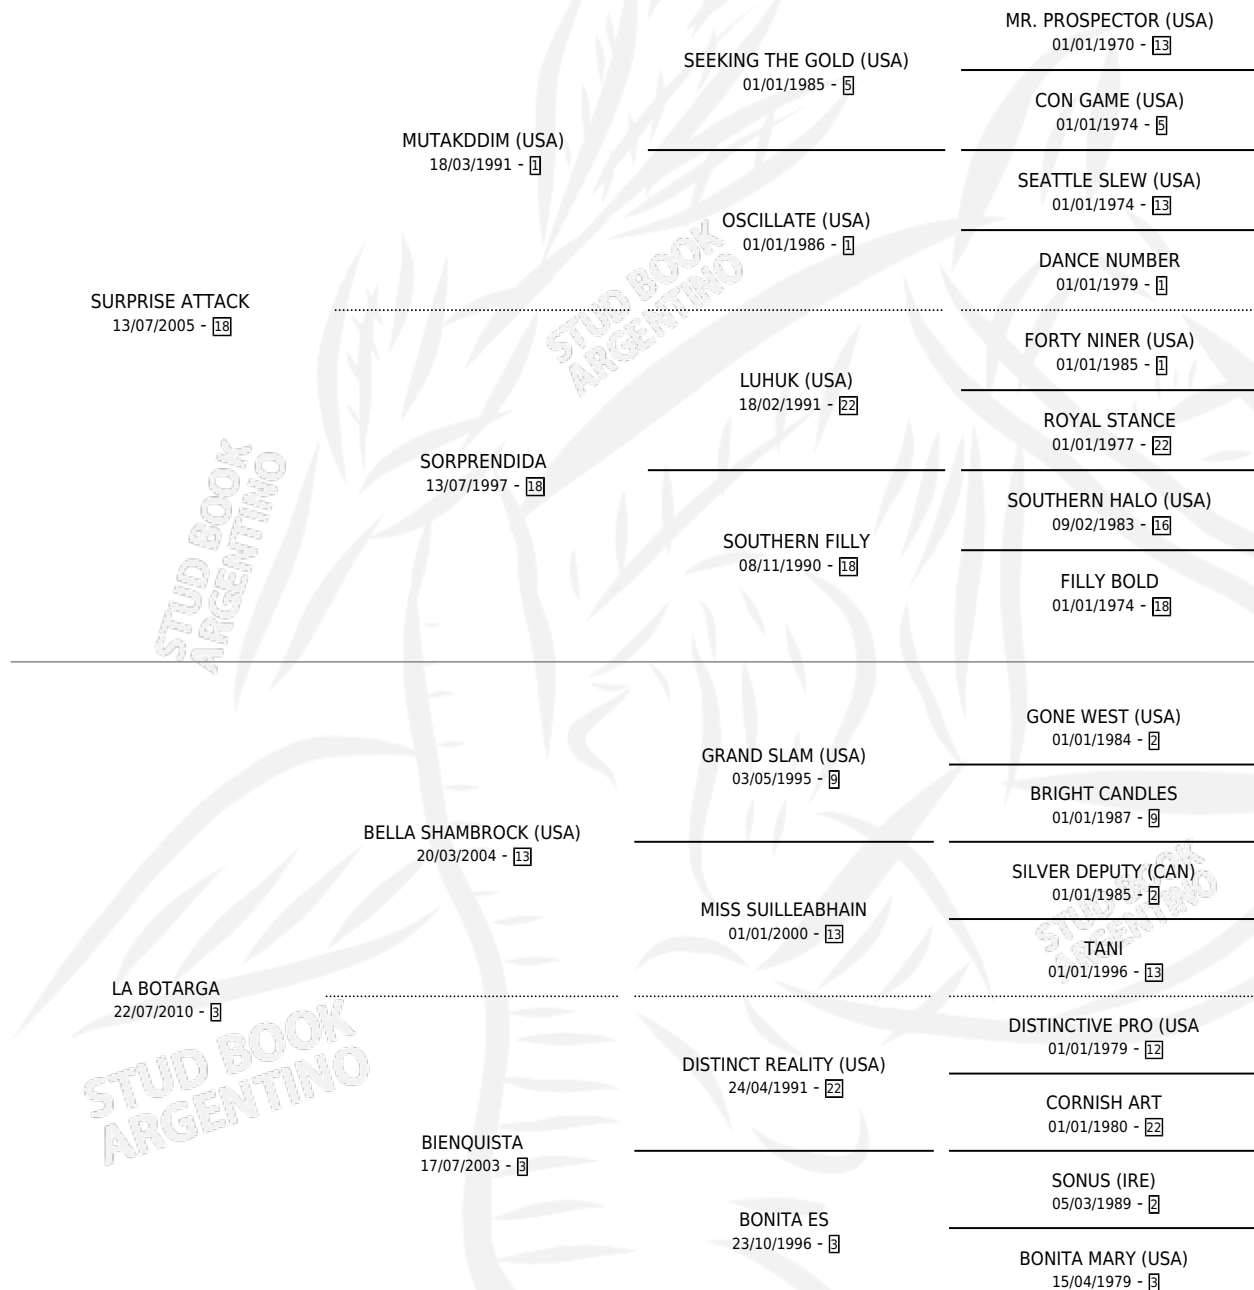 MR. PROSPECTOR (USA)
01/01/1970 - 13
SEEKING THE GOLD (USA)
01/01/1985 - 5
CON GAME (USA)
01/01/1974 - 5
MUTAKDDIM (USA)
18/03/1991 - 1
SEATTLE SLEW (USA)
01/01/1974 - 13
OSCILLATE (USA)
01/01/1986 - 1
DANCE NUMBER
01/01/1979 - 1
SURPRISE ATTACK
13/07/2005 - 18
FORTY NINER (USA)
01/01/1985 - 1
LUHUK (USA)
18/02/1991 - 22
ROYAL STANCE
01/01/1977 - 22
SORPRENDIDA
13/07/1997 - 18
SOUTHERN HALO (USA)
09/02/1983 - 16
SOUTHERN FILLY
08/11/1990 - 18
FILLY BOLD
01/01/1974 - 18
GONE WEST (USA)
01/01/1984 - 2
GRAND SLAM (USA)
03/05/1995 - 9
BRIGHT CANDLES
01/01/1987 - 9
BELLA SHAMBROCK (USA)
20/03/2004 - 13
SILVER DEPUTY (CAN)
01/01/1985 - 2
MISS SUILLEABHAIN
01/01/2000 - 13
TANI
01/01/1996 - 13
LA BOTARGA
22/07/2010 - 3
DISTINCTIVE PRO (USA
01/01/1979 - 12
DISTINCT REALITY (USA)
24/04/1991 - 22
CORNISH ART
01/01/1980 - 22
BIENQUISTA
17/07/2003 - 3
SONUS (IRE)
05/03/1989 - 2
BONITA ES
23/10/1996 - 3
BONITA MARY (USA)
15/04/1979 - 3
STUD BOOK
ARGENTINO
STUD BOOK
ARGENTINO
STUD BOOK
ARGENTINO
STUD BOOK
ARGENTINO